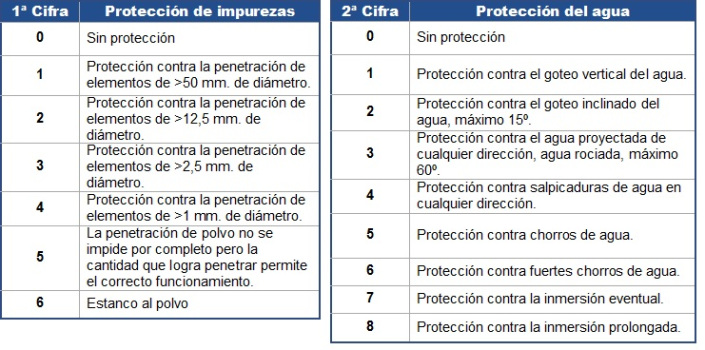 1ª Cifra Protección de impurezas
0 Sin protección
1 Protección contra la penetración de
elementos de >50 mm. de diámetro.
2 Protección contra la penetración de
elementos de >12,5 mm. de
diámetro.
3 Protección contra la penetración de
elementos de >2,5 mm. de
diámetro.
4 Protección contra la penetración de
elementos de >1 mm. de diámetro.
5 La penetración de polvo no se
impide por completo pero la
cantidad que logra penetrar permite
el correcto funcionamiento.
6 Estanco al polvo
2ª Cifra Protección del agua
0 Sin protección
1 Protección contra el goteo vertical del agua.
2 Protección contra el goteo inclinado del
agua, máximo 15º.
3 Protección contra el agua proyectada de
cualquier dirección, agua rociada, máximo
60º.
4 Protección contra salpicaduras de agua en
cualquier dirección.
5 Protección contra chorros de agua.
6 Protección contra fuertes chorros de agua.
7 Protección contra la inmersión eventual.
8 Protección contra la inmersión prolongada.